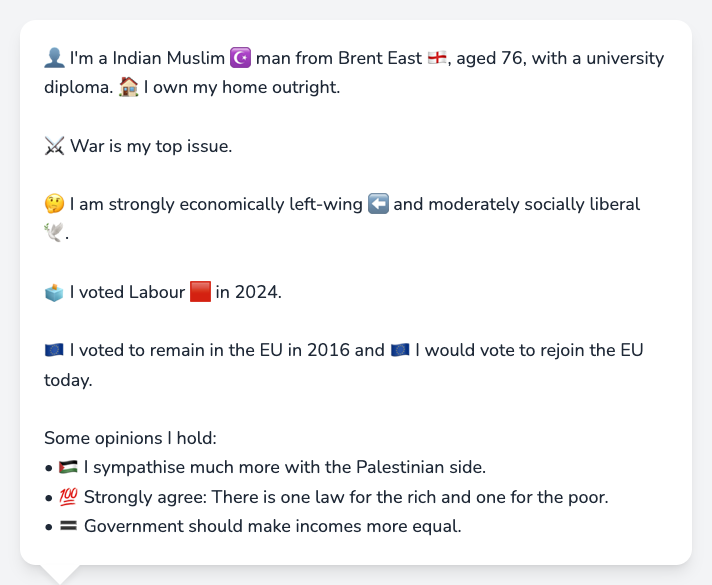 👤 I'm a Indian Muslim ☪️ man from Brent East 🏴󠁧󠁢󠁥󠁮󠁧󠁿, aged 76, with a university
diploma. 🏠 I own my home outright.
⚔️ War is my top issue.
🤔 I am strongly economically left-wing ⬅️ and moderately socially liberal
🕊️.
🗳️ I voted Labour 🟥 in 2024.
🇪🇺 I voted to remain in the EU in 2016 and 🇪🇺 I would vote to rejoin the EU
today.
Some opinions I hold:
• 🇵🇸 I sympathise much more with the Palestinian side.
• 💯 Strongly agree: There is one law for the rich and one for the poor.
• 🟰 Government should make incomes more equal.